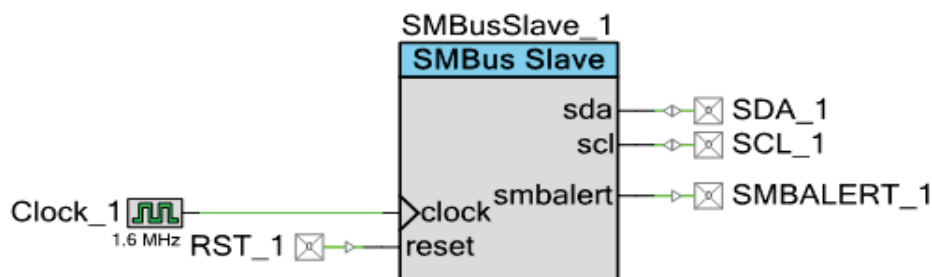 SMBusSlave_1
SMBus Slave
sda SDA_1
scl SCL_1
smbalert SMBALERT_1
Clock_1 clock
1.6 MHz
RST_1 reset